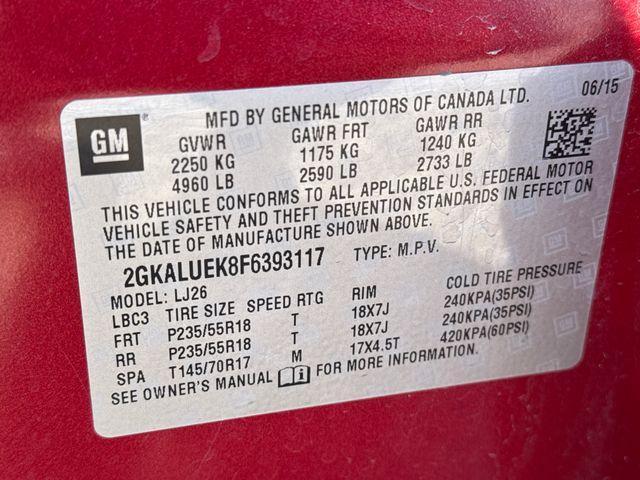 MFD BY GENERAL MOTORS OF CANADA LTD. 06/15
GM
GVWR GAWR FRT GAWR RR
2250 KG 1175 KG 1240 KG
4960 LB 2590 LB 2733 LB
THIS VEHICLE CONFORMS TO ALL APPLICABLE U.S. FEDERAL MOTOR
VEHICLE SAFETY AND THEFT PREVENTION STANDARDS IN EFFECT ON
THE DATE OF MANUFACTURE SHOWN ABOVE.
2GKALUEK8F6393117 TYPE: M.P.V.
MODEL: LJ26
LBC3 TIRE SIZE SPEED RTG RIM COLD TIRE PRESSURE
FRT P235/55R18 T 18X7J 240KPA(35PSI)
RR P235/55R18 T 18X7J 240KPA(35PSI)
SPA T145/70R17 M 17X4.5T 420KPA(60PSI)
SEE OWNER'S MANUAL FOR MORE INFORMATION.